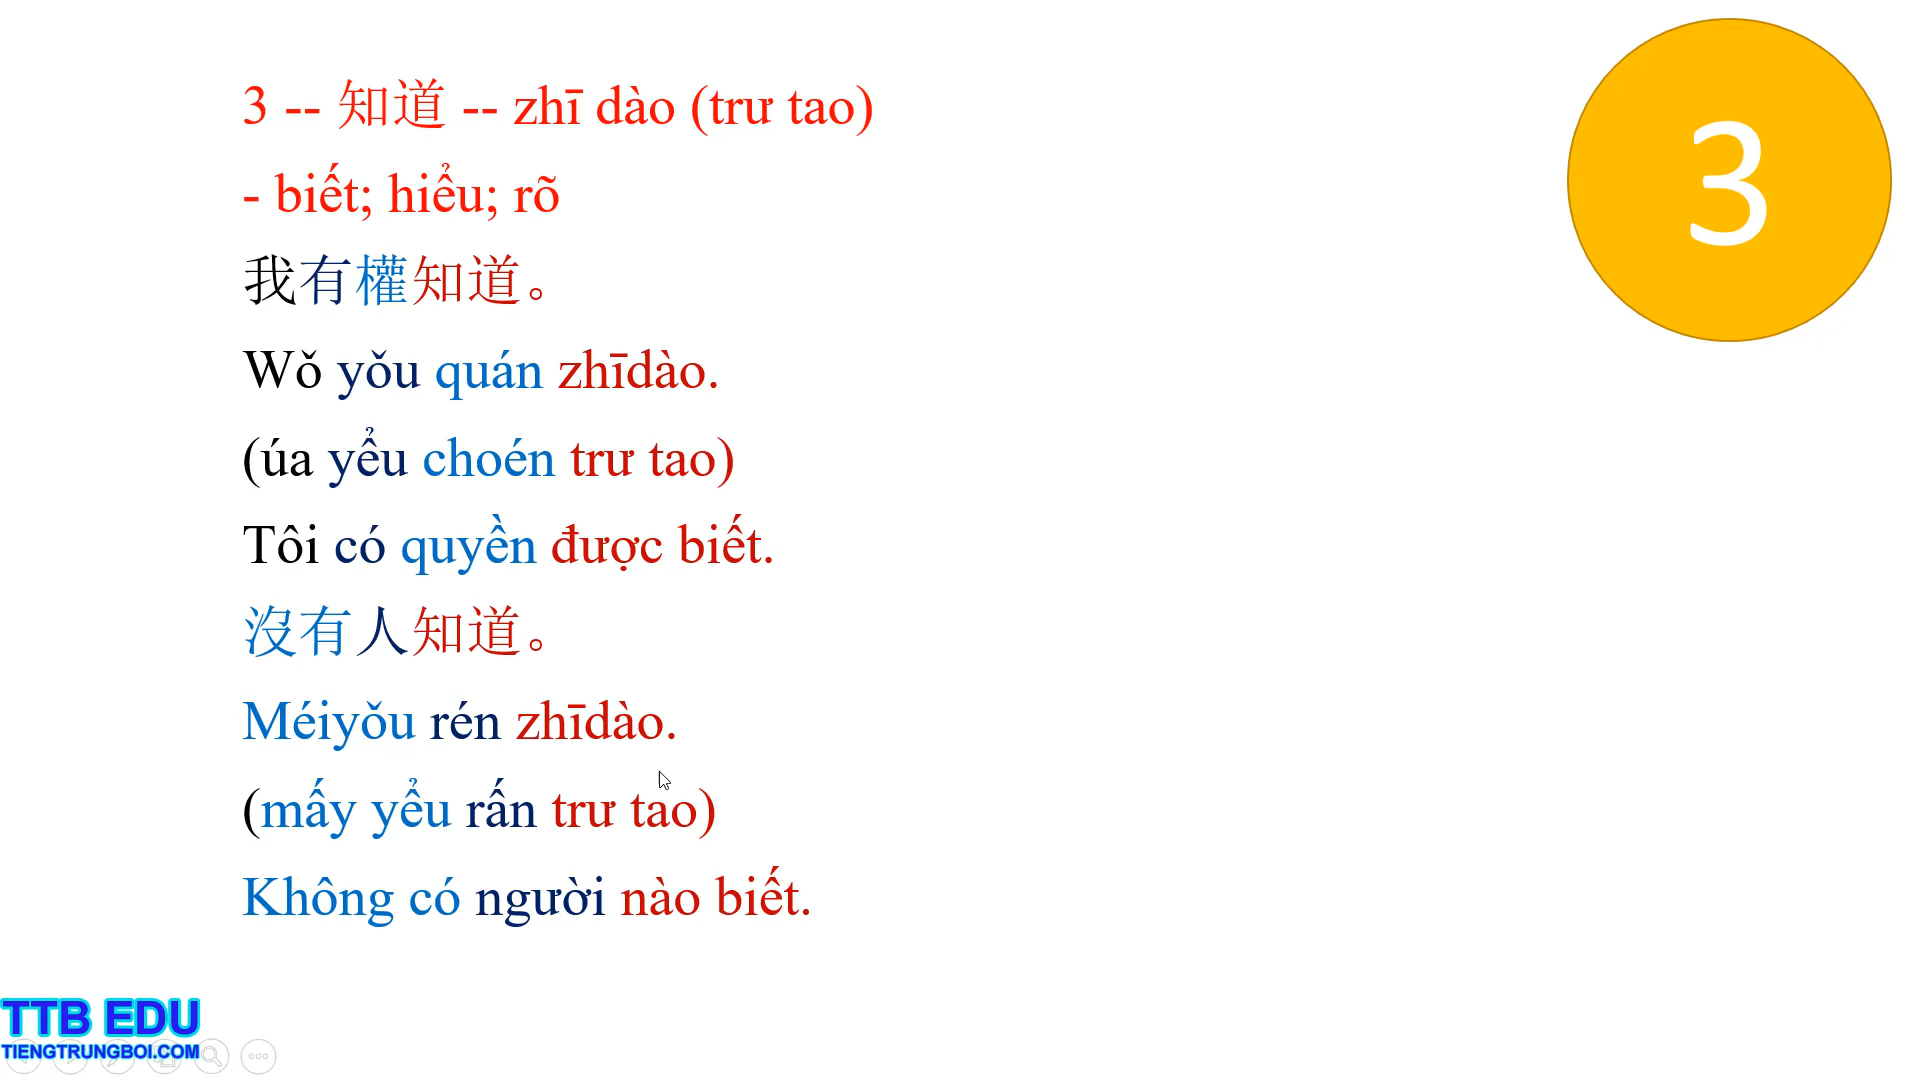 3 -- 知道 -- zhī dào (trư tao)
- biết; hiểu; rõ
我有權知道。
Wǒ yǒu quán zhīdào.
(úa yểu choén trư tao)
Tôi có quyền được biết.
沒有人知道。
Méiyǒu rén zhīdào.
(mấy yểu rấn trư tao)
Không có người nào biết.
3
TTB EDU
TIENGTRUNGBOI.COM